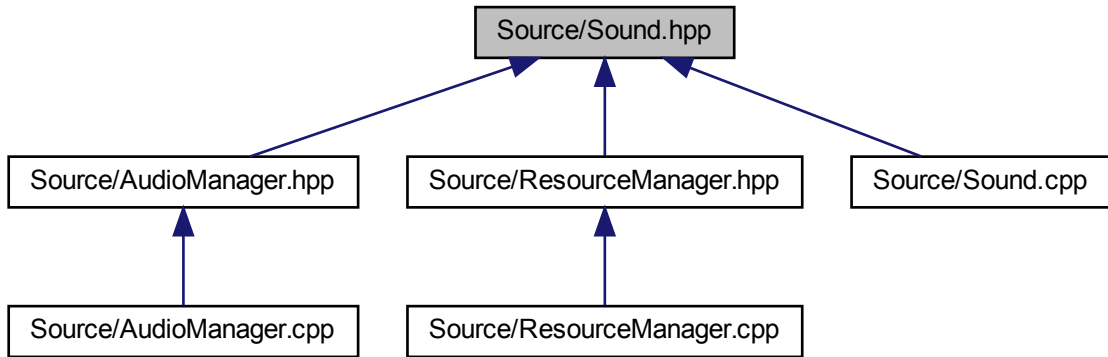 Source/Sound.hpp
Source/AudioManager.hpp
Source/ResourceManager.hpp
Source/Sound.cpp
Source/AudioManager.cpp
Source/ResourceManager.cpp